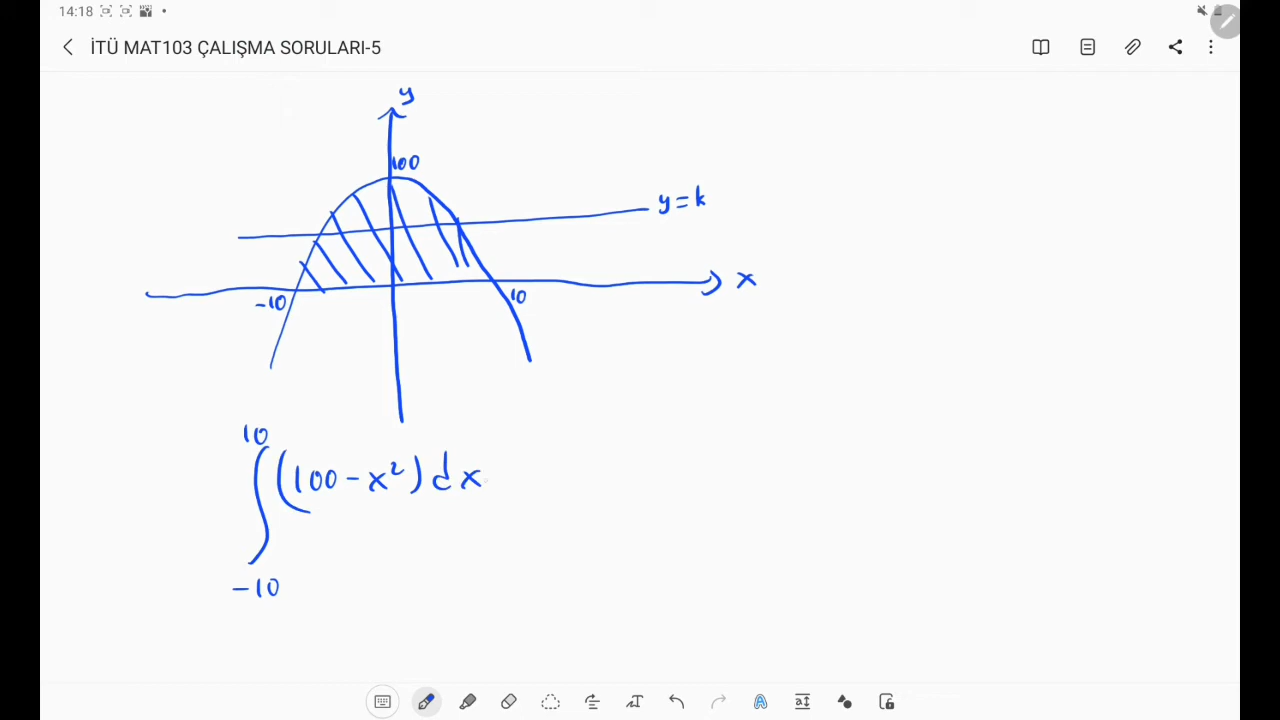 14:18
İTÜ MAT103 ÇALIŞMA SORULARI-5
y
100
y = k
x
-10
10
10
∫ (100 - x²) dx
-10